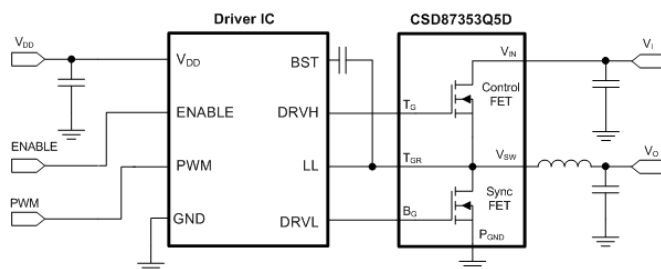 Driver IC
CSD87353Q5D
VDD
VDD
BST
VIN
VI
ENABLE
DRVH
TG
Control
FET
ENABLE
PWM
LL
TGR
VSW
VO
PWM
GND
DRVL
BG
Sync
FET
PGND